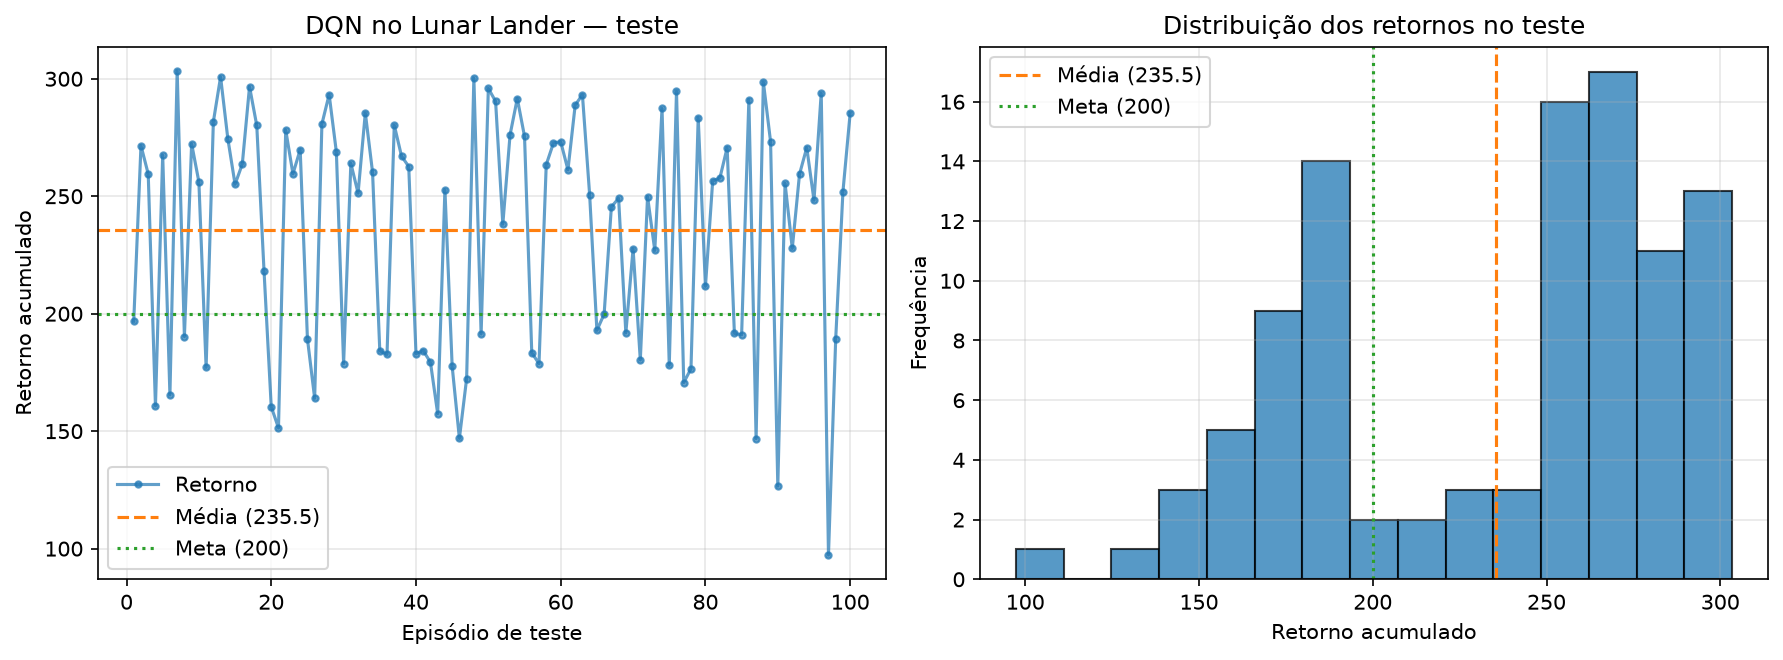 DQN no Lunar Lander — teste
Retorno acumulado
300
250
200
150
100
Retorno
Média (235.5)
Meta (200)
0
20
40
60
80
100
Episódio de teste
Distribuição dos retornos no teste
Média (235.5)
Meta (200)
Frequência
16
14
12
10
8
6
4
2
0
100
150
200
250
300
Retorno acumulado